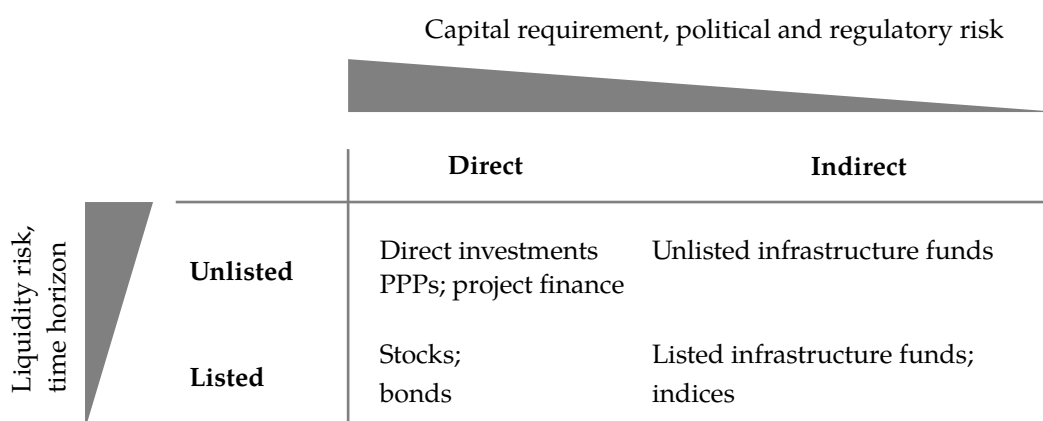 Capital requirement, political and regulatory risk
Direct
Indirect
Liquidity risk,
time horizon
Unlisted
Direct investments
PPPs; project finance
Unlisted infrastructure funds
Listed
Stocks;
bonds
Listed infrastructure funds;
indices